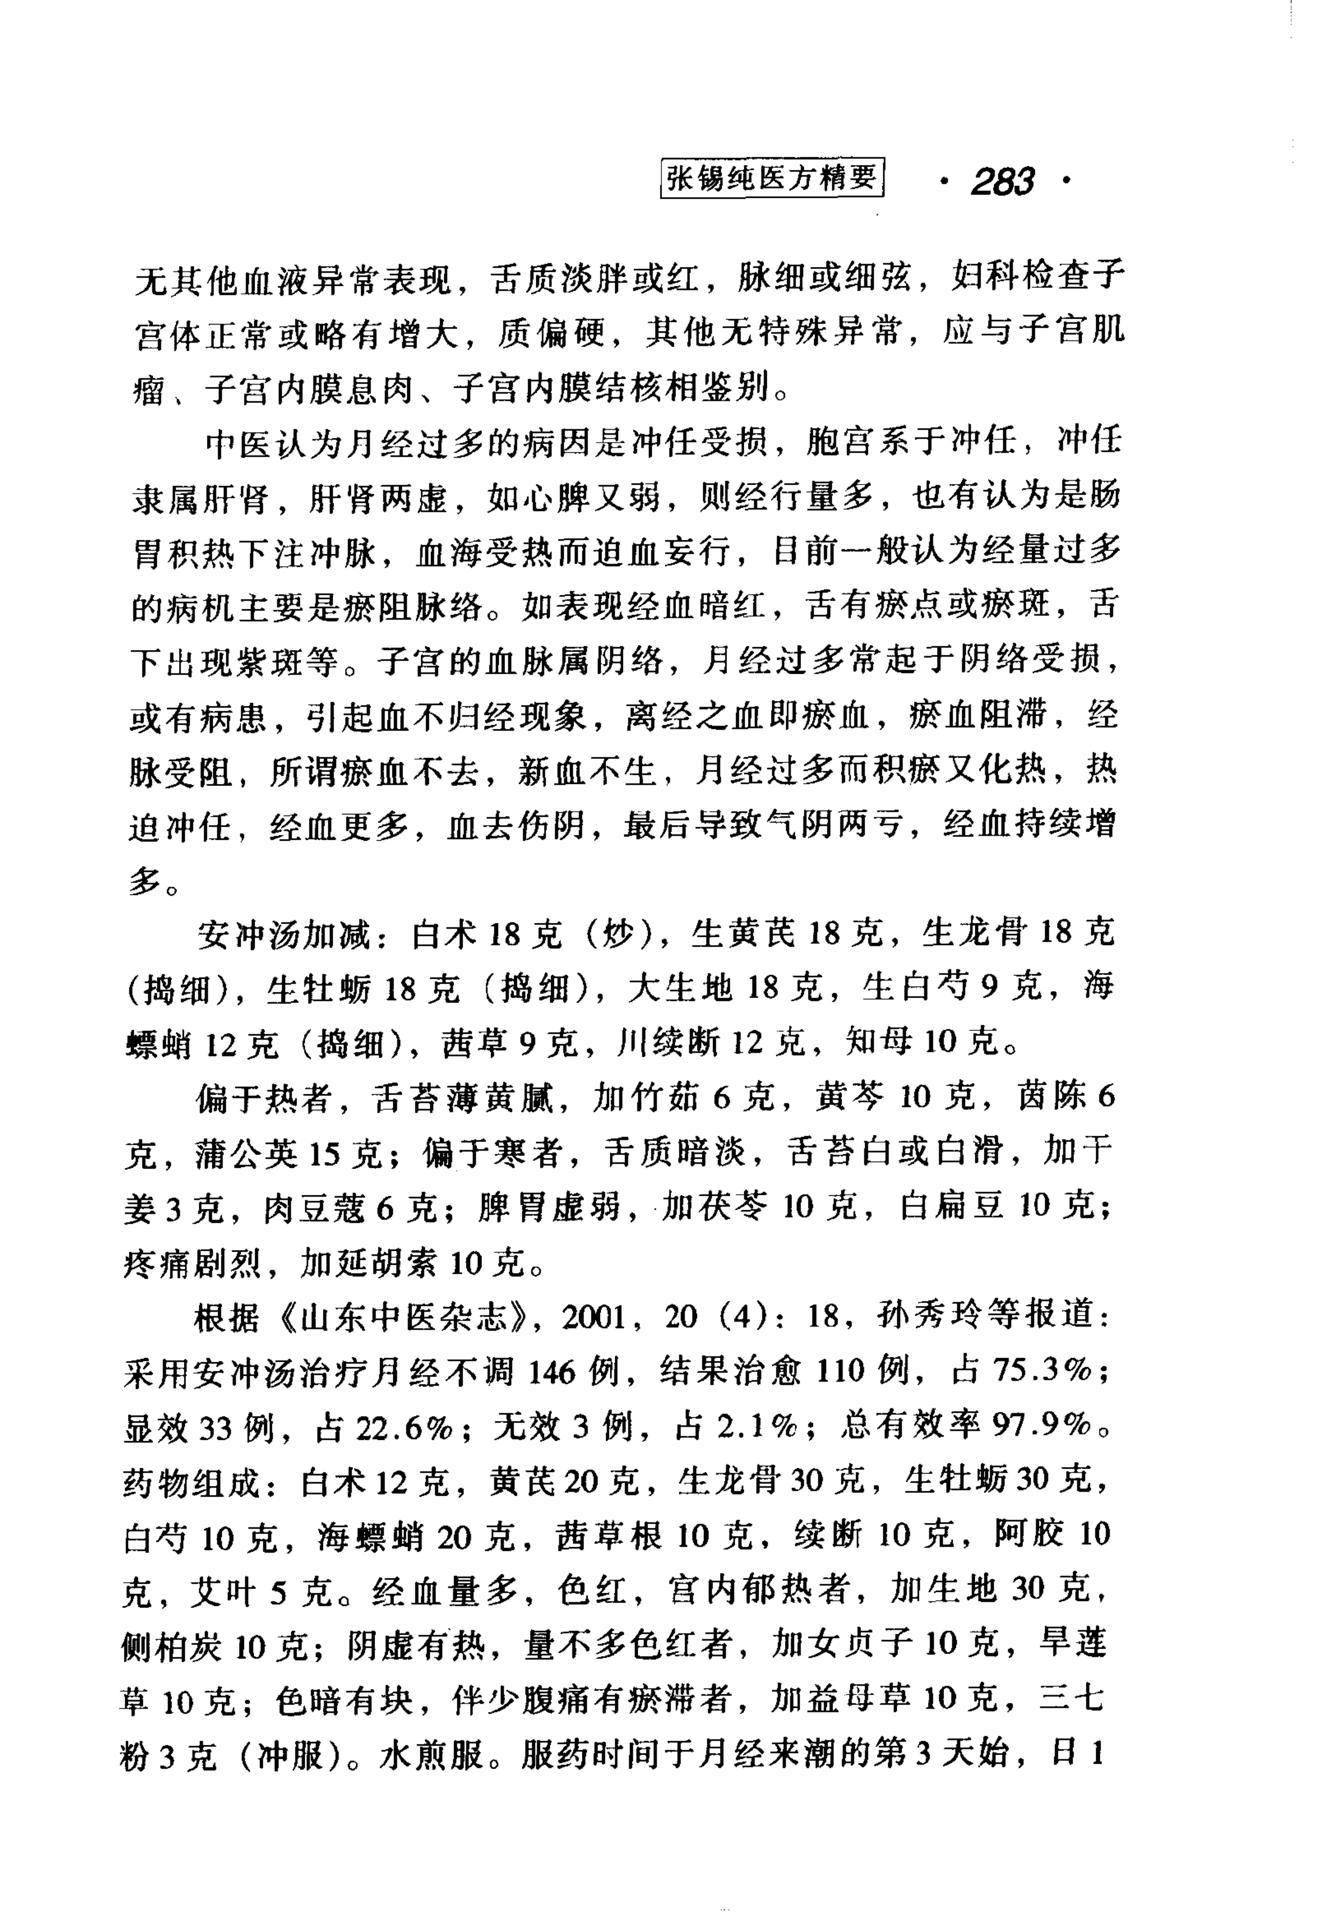 张锡纯医方精要 · 283 ·
无其他血液异常表现，舌质淡胖或红，脉细或细弦，妇科检查子
宫体正常或略有增大，质偏硬，其他无特殊异常，应与子宫肌
瘤、子宫内膜息肉、子宫内膜结核相鉴别。
中医认为月经过多的病因是冲任受损，胞宫系于冲任，冲任
隶属肝肾，肝肾两虚，如心脾又弱，则经行量多，也有认为是肠
胃积热下注冲脉，血海受热而迫血妄行，目前一般认为经量过多
的病机主要是瘀阻脉络。如表现经血暗红，舌有瘀点或瘀斑，舌
下出现紫斑等。子宫的血脉属阴络，月经过多常起于阴络受损，
或有病患，引起血不归经现象，离经之血即瘀血，瘀血阻滞，经
脉受阻，所谓瘀血不去，新血不生，月经过多而积瘀又化热，热
迫冲任，经血更多，血去伤阴，最后导致气阴两亏，经血持续增
多。
安冲汤加减：白术 18 克（炒），生黄芪 18 克，生龙骨 18 克
（捣细），生牡蛎 18 克（捣细），大生地 18 克，生白芍 9 克，海
螵蛸 12 克（捣细），茜草 9 克，川续断 12 克，知母 10 克。
偏于热者，舌苔薄黄腻，加竹茹 6 克，黄芩 10 克，茵陈 6
克，蒲公英 15 克；偏于寒者，舌质暗淡，舌苔白或白滑，加干
姜 3 克，肉豆蔻 6 克；脾胃虚弱，加茯苓 10 克，白扁豆 10 克；
疼痛剧烈，加延胡索 10 克。
根据《山东中医杂志》，2001，20（4）：18，孙秀玲等报道：
采用安冲汤治疗月经不调 146 例，结果治愈 110 例，占 75.3%；
显效 33 例，占 22.6%；无效 3 例，占 2.1%；总有效率 97.9%。
药物组成：白术 12 克，黄芪 20 克，生龙骨 30 克，生牡蛎 30 克，
白芍 10 克，海螵蛸 20 克，茜草根 10 克，续断 10 克，阿胶 10
克，艾叶 5 克。经血量多，色红，宫内郁热者，加生地 30 克，
侧柏炭 10 克；阴虚有热，量不多色红者，加女贞子 10 克，旱莲
草 10 克；色暗有块，伴少腹痛有瘀滞者，加益母草 10 克，三七
粉 3 克（冲服）。水煎服。服药时间于月经来潮的第 3 天始，日 1